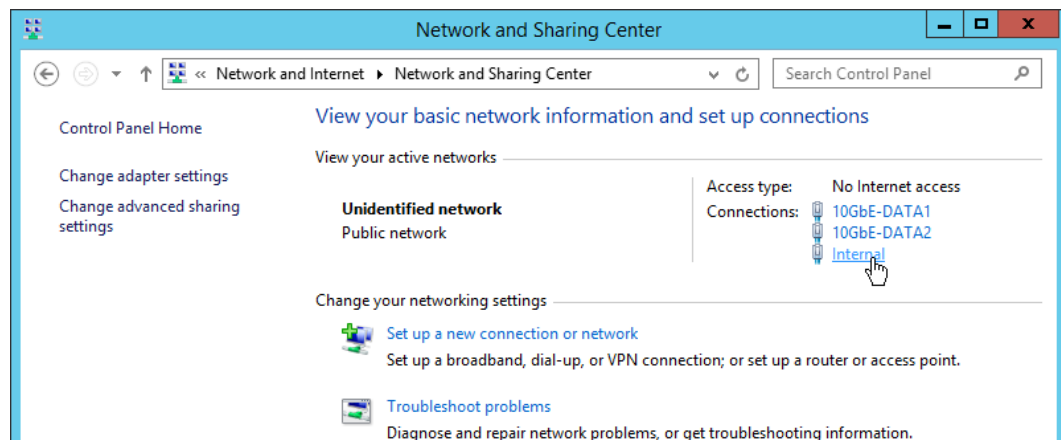 Network and Sharing Center
« Network and Internet ▸ Network and Sharing Center
Search Control Panel
Control Panel Home
Change adapter settings
Change advanced sharing
settings
View your basic network information and set up connections
View your active networks
Unidentified network
Public network
Access type: No Internet access
Connections: 10GbE-DATA1
10GbE-DATA2
Internal
Change your networking settings
Set up a new connection or network
Set up a broadband, dial-up, or VPN connection; or set up a router or access point.
Troubleshoot problems
Diagnose and repair network problems, or get troubleshooting information.